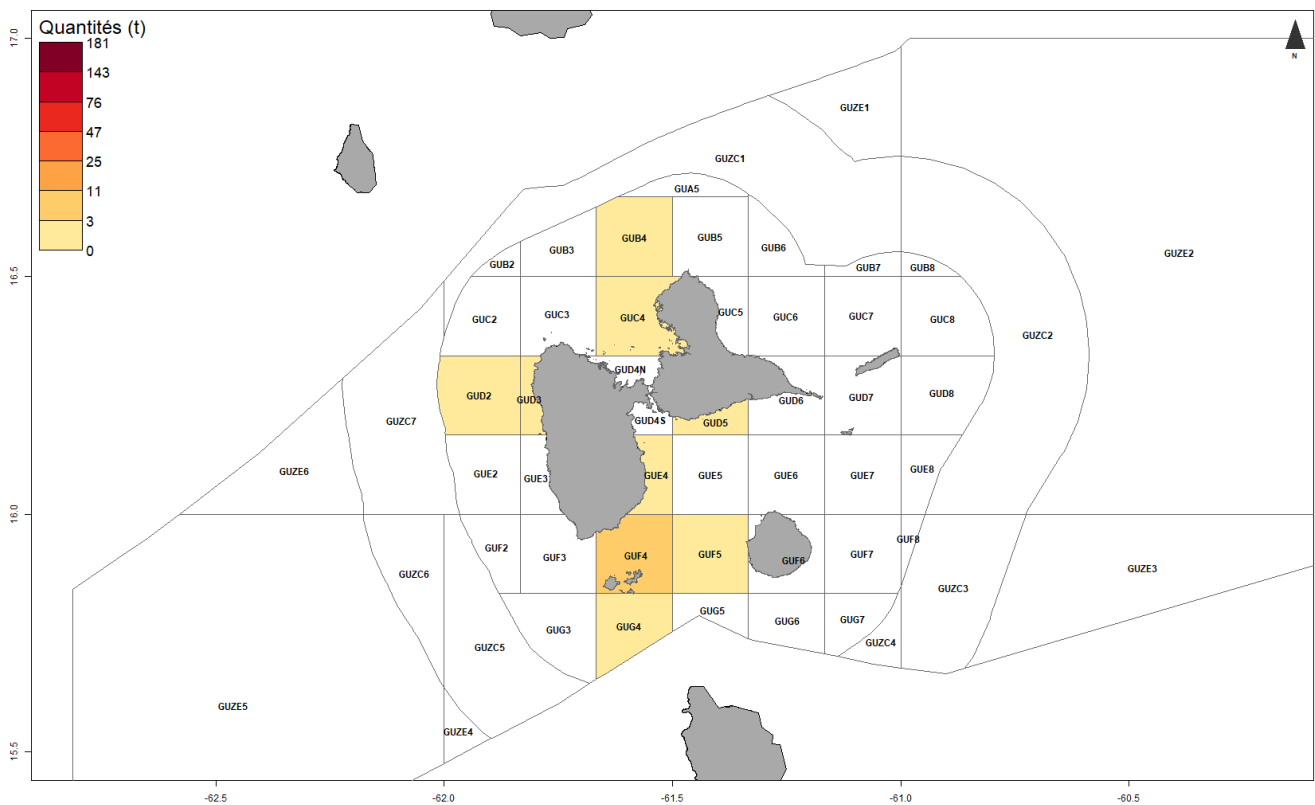 Quantités (t)
181
143
76
47
25
11
3
0
17.0
16.5
16.0
15.5
-62.5
-62.0
-61.5
-61.0
-60.5
N
GUZE1
GUZC1
GUA5
GUB2
GUB3
GUB4
GUB5
GUB6
GUB7
GUB8
GUZE2
GUC2
GUC3
GUC4
GUC5
GUC6
GUC7
GUC8
GUZC2
GUD2
GUD3
GUD4N
GUD4S
GUD5
GUD6
GUD7
GUD8
GUZC7
GUZE6
GUE2
GUE3
GUE4
GUE5
GUE6
GUE7
GUE8
GUF2
GUF3
GUF4
GUF5
GUF6
GUF7
GUF8
GUZC6
GUZC3
GUZE3
GUZC5
GUG3
GUG4
GUG5
GUG6
GUG7
GUZC4
GUZE5
GUZE4